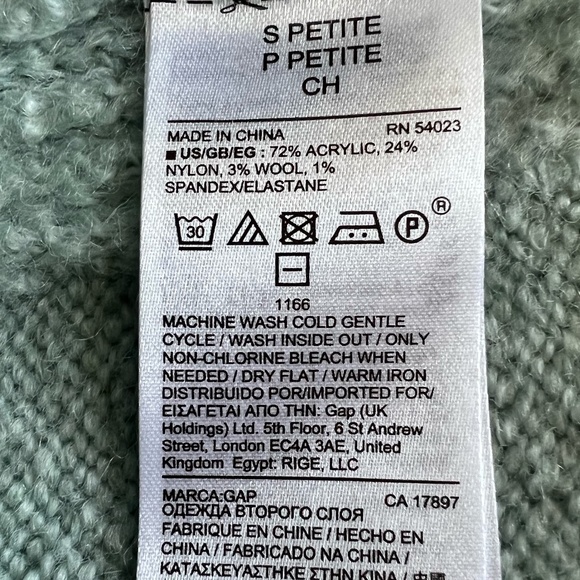 S PETITE
P PETITE
CH
MADE IN CHINA RN 54023
■ US/GB/EG : 72% ACRYLIC, 24%
NYLON, 3% WOOL, 1%
SPANDEX/ELASTANE
30 P ®
1166
MACHINE WASH COLD GENTLE
CYCLE / WASH INSIDE OUT / ONLY
NON-CHLORINE BLEACH WHEN
NEEDED / DRY FLAT / WARM IRON
DISTRIBUIDO POR/IMPORTED FOR/
ΕΙΣΑΓΕΤΑΙ ΑΠΟ ΤΗΝ: Gap (UK
Holdings) Ltd. 5th Floor, 6 St Andrew
Street, London EC4A 3AE, United
Kingdom Egypt: RIGE, LLC
MARCA:GAP CA 17897
ОДЕЖДА ВТОРОГО СЛОЯ
FABRIQUE EN CHINE / HECHO EN
CHINA / FABRICADO NA CHINA /
ΚΑΤΑΣΚΕΥΑΣΤΗΚΕ ΣΤΗΝ ΚΙΝΑ / 中國